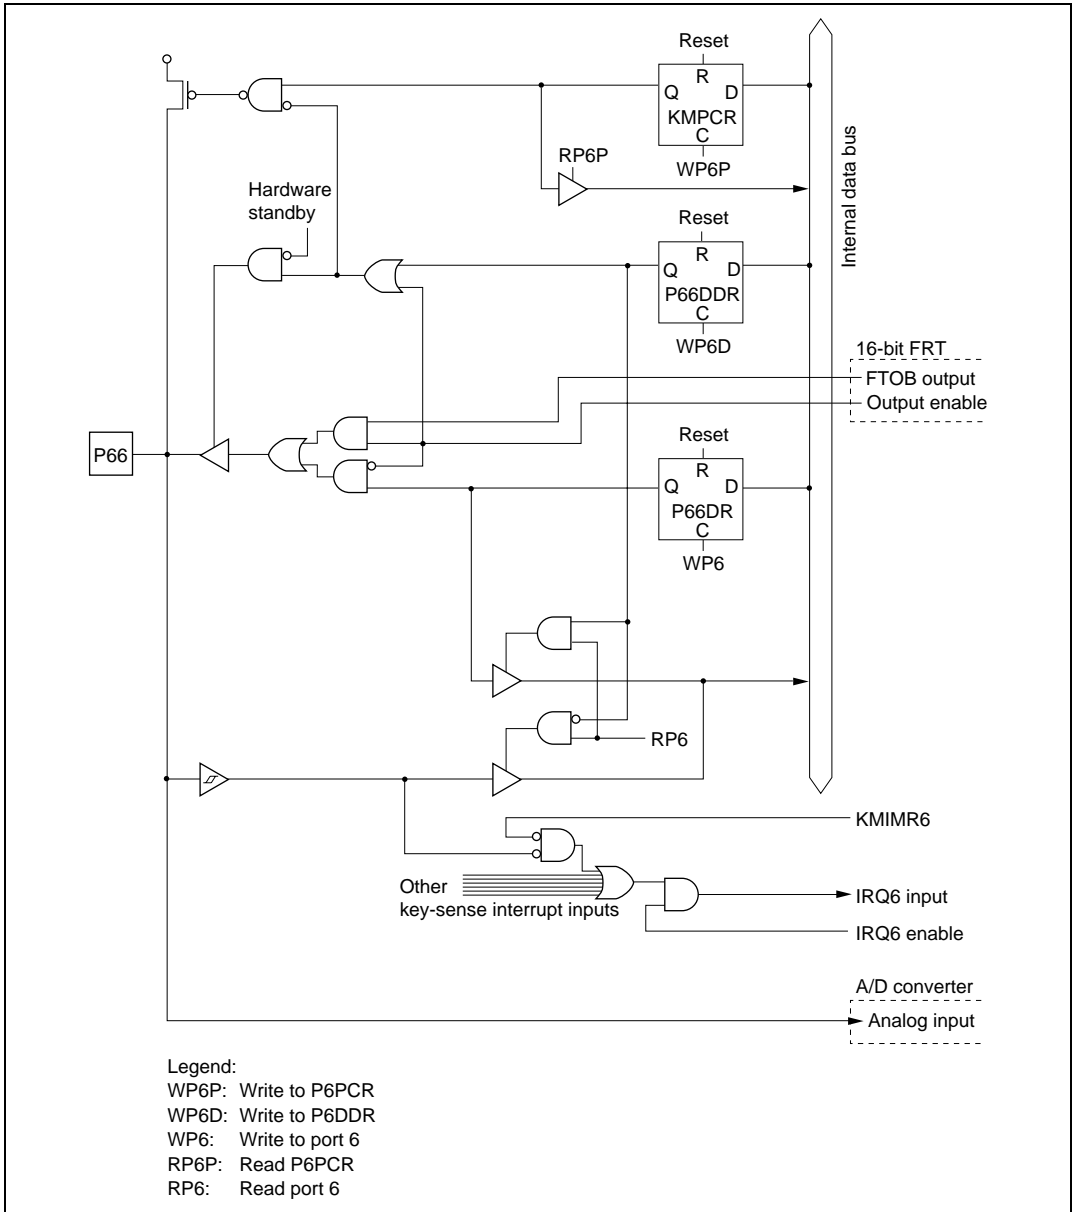 Reset
R
Q D
KMPCR
C
WP6P
RP6P
Hardware
standby
Internal data bus
Reset
R
Q D
P66DDR
C
WP6D
16-bit FRT
FTOB output
Output enable
P66
Reset
R
Q D
P66DR
C
WP6
RP6
KMIMR6
Other
key-sense interrupt inputs
IRQ6 input
IRQ6 enable
A/D converter
Analog input
Legend:
WP6P: Write to P6PCR
WP6D: Write to P6DDR
WP6: Write to port 6
RP6P: Read P6PCR
RP6: Read port 6